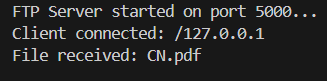 FTP Server started on port 5000...
Client connected: /127.0.0.1
File received: CN.pdf